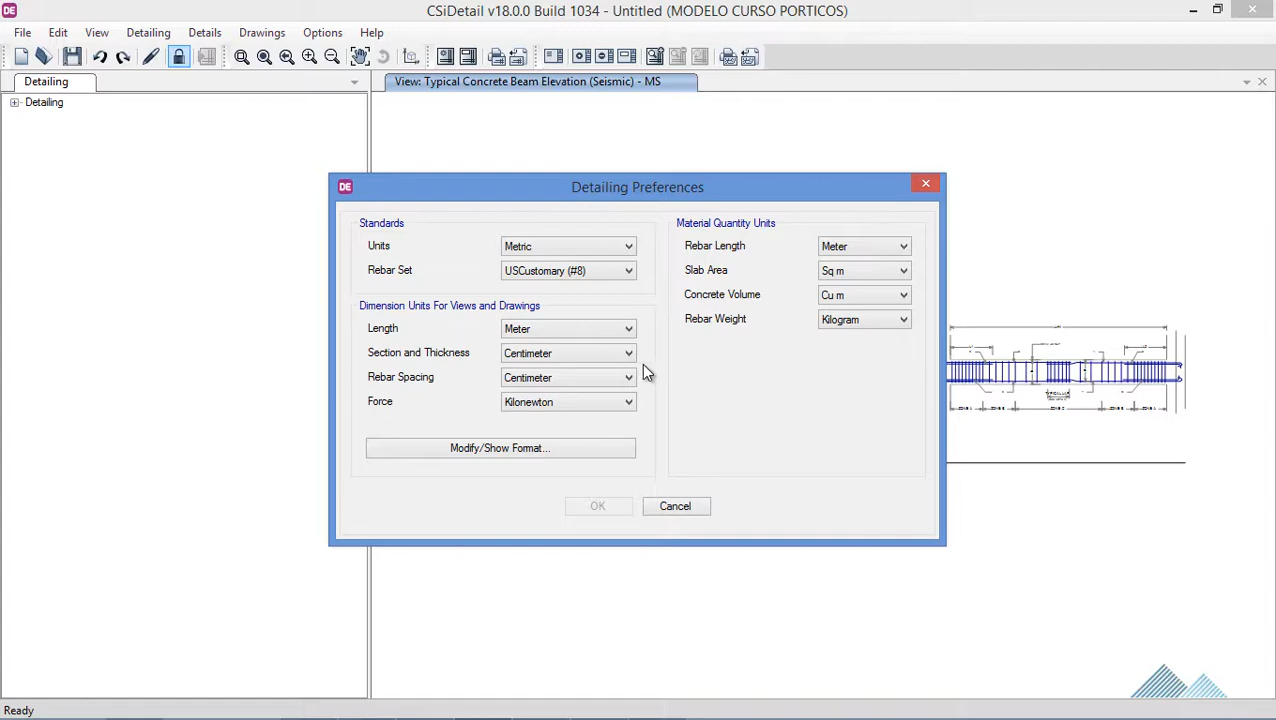 DE
CSiDetail v18.0.0 Build 1034 - Untitled (MODELO CURSO PORTICOS)
File Edit View Detailing Details Drawings Options Help
Detailing
View: Typical Concrete Beam Elevation (Seismic) - MS
Detailing
DE
Detailing Preferences
Standards
Units Metric
Rebar Set USCustomary (#8)
Dimension Units For Views and Drawings
Length Meter
Section and Thickness Centimeter
Rebar Spacing Centimeter
Force Kilonewton
Modify/Show Format...
Material Quantity Units
Rebar Length Meter
Slab Area Sq m
Concrete Volume Cu m
Rebar Weight Kilogram
OK Cancel
Ready